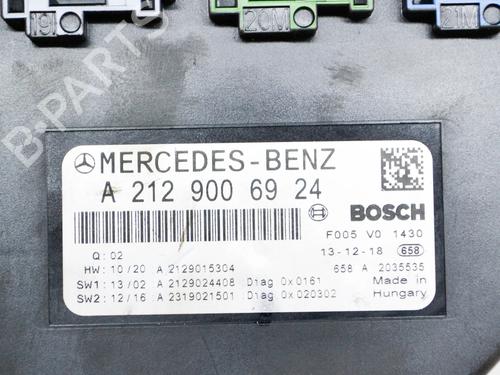 19I
20M
21M
B-PARTS
MERCEDES-BENZ
A 212 900 69 24
BOSCH
F005 V0 1430
Q: 02
13-12-18 658
HW: 10/20 A 2129015304
658 A 2035535
SW1: 13/02 A 2129024408 Diag 0x0161
Made in
SW2: 12/16 A 2319021501 Diag 0x020302
Hungary